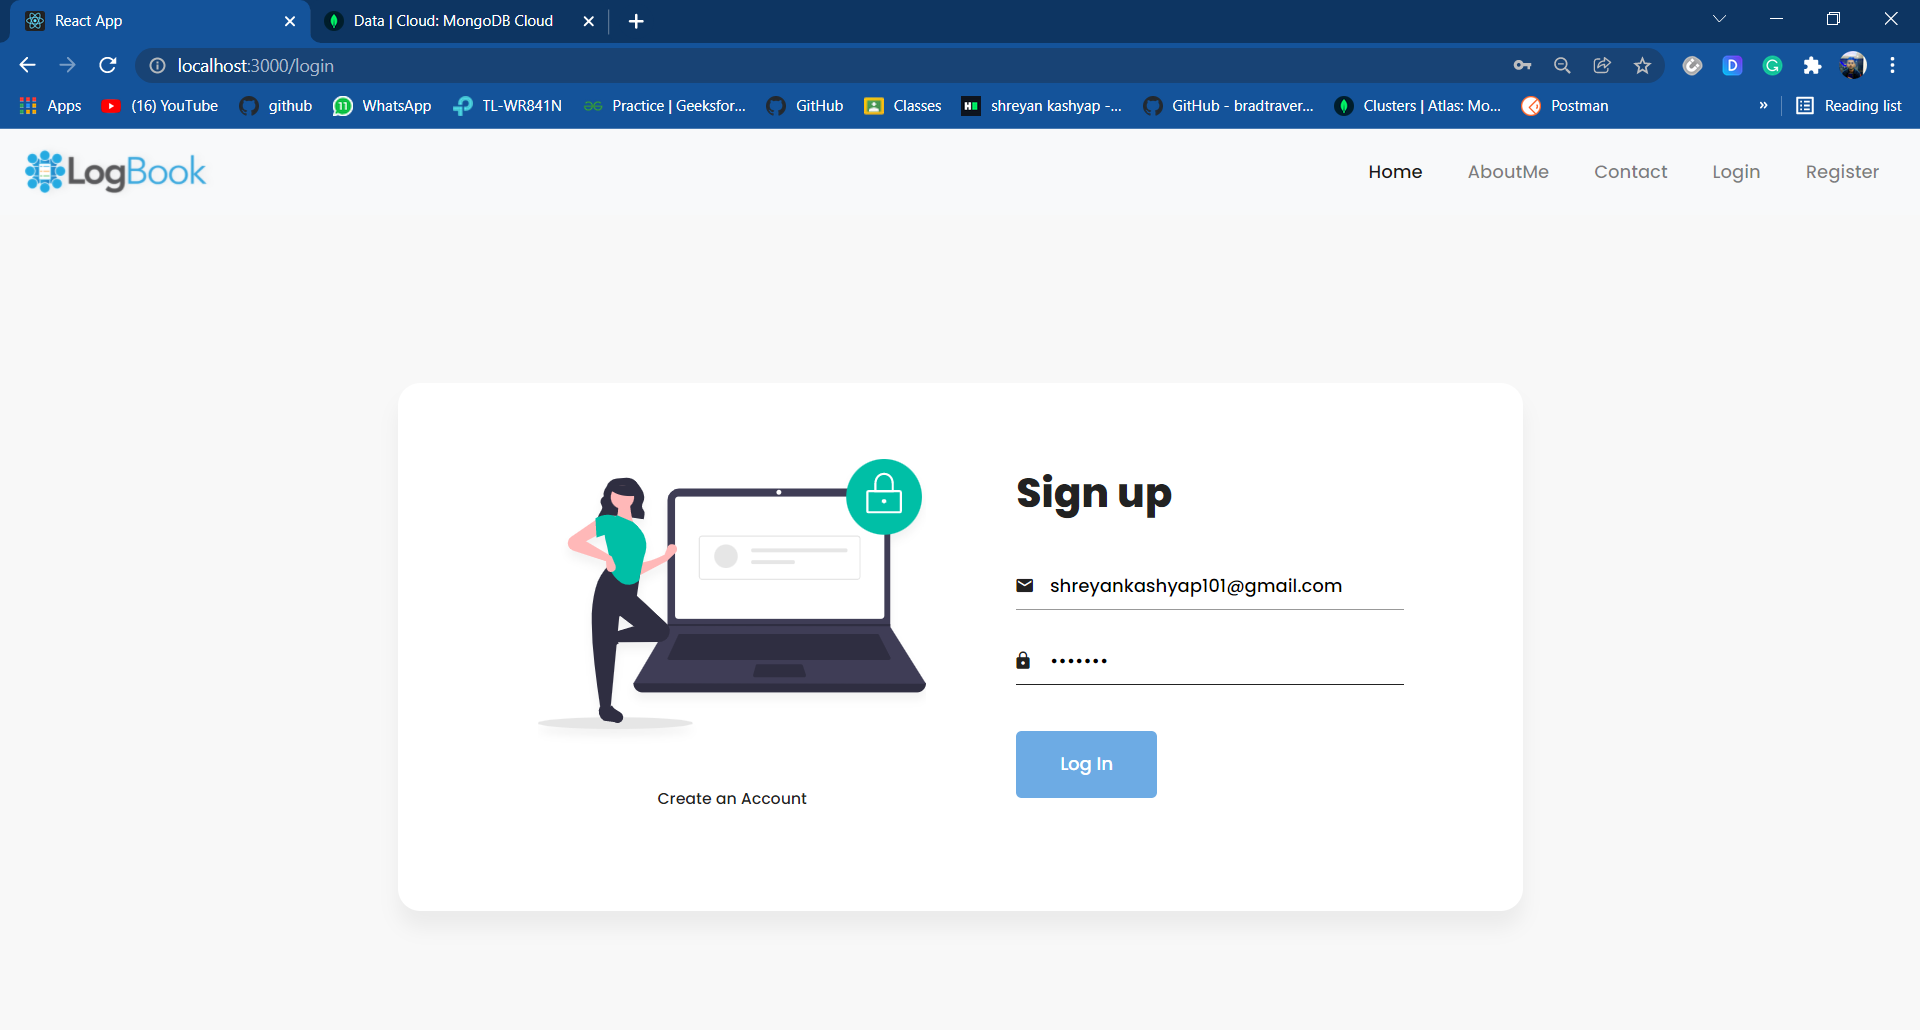 React App
Data | Cloud: MongoDB Cloud
localhost:3000/login
Apps
(16) YouTube
github
11
WhatsApp
TL-WR841N
Practice | Geeksfor...
GitHub
Classes
H
shreyan kashyap -...
GitHub - bradtraver...
Clusters | Atlas: Mo...
Postman
»
Reading list
D
G
LogBook
Home
AboutMe
Contact
Login
Register
Sign up
shreyankashyap101@gmail.com
•••••••
Log In
Create an Account